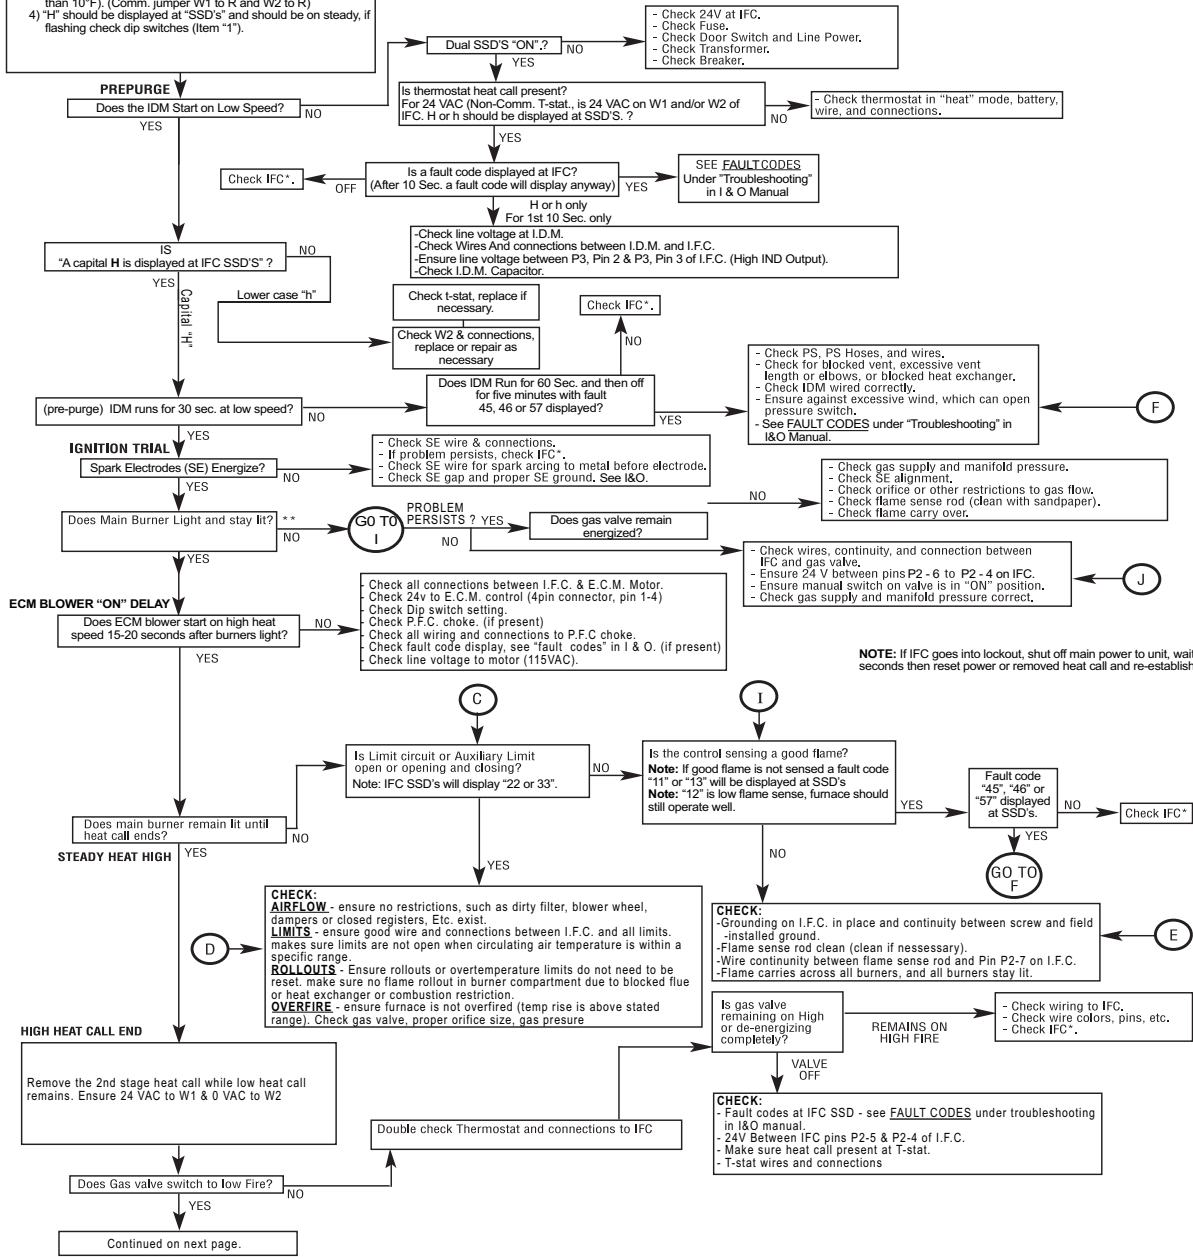 than 10°F). (Comm. jumper W1 to R and W2 to R)
4) "H" should be displayed at "SSD's" and should be on steady, if
flashing check dip switches (Item "1").
PREPURGE
Does the IDM Start on Low Speed?
NO
YES
Dual SSD'S "ON".?
NO
YES
- Check 24V at IFC.
- Check Fuse.
- Check Door Switch and Line Power.
- Check Transformer.
- Check Breaker.
Is thermostat heat call present?
For 24 VAC (Non-Comm. T-stat., is 24 VAC on W1 and/or W2 of
IFC. H or h should be displayed at SSD'S. ?
NO
YES
- Check thermostat in "heat" mode, battery,
wire, and connections.
Is a fault code displayed at IFC?
(After 10 Sec. a fault code will display anyway)
OFF
YES
Check IFC*.
SEE FAULT CODES
Under "Troubleshooting"
in I & O Manual
H or h only
For 1st 10 Sec. only
-Check line voltage at I.D.M.
-Check Wires And connections between I.D.M. and I.F.C.
-Ensure line voltage between P3, Pin 2 & P3, Pin 3 of I.F.C. (High IND Output).
-Check I.D.M. Capacitor.
IS
"A capital H is displayed at IFC SSD'S" ?
NO
YES
Capital "H"
Lower case "h"
Check t-stat, replace if
necessary.
Check W2 & connections,
replace or repair as
necessary
Check IFC*.
NO
(pre-purge) IDM runs for 30 sec. at low speed?
NO
YES
Does IDM Run for 60 Sec. and then off
for five minutes with fault
45, 46 or 57 displayed?
YES
- Check PS, PS Hoses, and wires.
- Check for blocked vent, excessive vent
length or elbows, or blocked heat exchanger.
- Check IDM wired correctly.
- Ensure against excessive wind, which can open
pressure switch.
- See FAULT CODES under "Troubleshooting" in
I&O Manual.
F
IGNITION TRIAL
Spark Electrodes (SE) Energize?
NO
YES
- Check SE wire & connections.
- If problem persists, check IFC*.
- Check SE wire for spark arcing to metal before electrode.
- Check SE gap and proper SE ground. See I&O.
Does Main Burner Light and stay lit?
**
NO
YES
GO TO
I
PROBLEM
PERSISTS ?
YES
NO
Does gas valve remain
energized?
NO
- Check gas supply and manifold pressure.
- Check SE alignment.
- Check orifice or other restrictions to gas flow.
- Check flame sense rod (clean with sandpaper).
- Check flame carry over.
- Check wires, continuity, and connection between
IFC and gas valve.
- Ensure 24 V between pins P2 - 6 to P2 - 4 on IFC.
- Ensure manual switch on valve is in "ON" position.
- Check gas supply and manifold pressure correct.
J
ECM BLOWER "ON" DELAY
Does ECM blower start on high heat
speed 15-20 seconds after burners light?
NO
YES
- Check all connections between I.F.C. & E.C.M. Motor.
- Check 24v to E.C.M. control (4pin connector, pin 1-4)
- Check Dip switch setting.
- Check P.F.C. choke. (if present)
- Check all wiring and connections to P.F.C choke.
- Check fault code display, see "fault codes" in I & O. (if present)
- Check line voltage to motor (115VAC).
NOTE: If IFC goes into lockout, shut off main power to unit, wait
seconds then reset power or removed heat call and re-establish
C
I
Is Limit circuit or Auxiliary Limit
open or opening and closing?
Note: IFC SSD's will display "22 or 33".
NO
YES
Is the control sensing a good flame?
Note: If good flame is not sensed a fault code
"11" or "13" will be displayed at SSD's
Note: "12" is low flame sense, furnace should
still operate well.
YES
NO
Fault code
"45", "46" or
"57" displayed
at SSD's.
NO
YES
Check IFC*
GO TO
F
Does main burner remain lit until
heat call ends?
NO
YES
STEADY HEAT HIGH
D
CHECK:
AIRFLOW - ensure no restrictions, such as dirty filter, blower wheel,
dampers or closed registers, Etc. exist.
LIMITS - ensure good wire and connections between I.F.C. and all limits.
makes sure limits are not open when circulating air temperature is within a
specific range.
ROLLOUTS - Ensure rollouts or overtemperature limits do not need to be
reset. make sure no flame rollout in burner compartment due to blocked flue
or heat exchanger or combustion restriction.
OVERFIRE - ensure furnace is not overfired (temp rise is above stated
range). Check gas valve, proper orifice size, gas presure
CHECK:
-Grounding on I.F.C. in place and continuity between screw and field
-installed ground.
-Flame sense rod clean (clean if nessessary).
-Wire continuity between flame sense rod and Pin P2-7 on I.F.C.
-Flame carries across all burners, and all burners stay lit.
E
HIGH HEAT CALL END
Remove the 2nd stage heat call while low heat call
remains. Ensure 24 VAC to W1 & 0 VAC to W2
Double check Thermostat and connections to IFC
Is gas valve
remaining on High
or de-energizing
completely?
REMAINS ON
HIGH FIRE
VALVE
OFF
- Check wiring to IFC.
- Check wire colors, pins, etc.
- Check IFC*.
CHECK:
- Fault codes at IFC SSD - see FAULT CODES under troubleshooting
in I&O manual.
- 24V Between IFC pins P2-5 & P2-4 of I.F.C.
- Make sure heat call present at T-stat.
- T-stat wires and connections
Does Gas valve switch to low Fire?
NO
YES
Continued on next page.